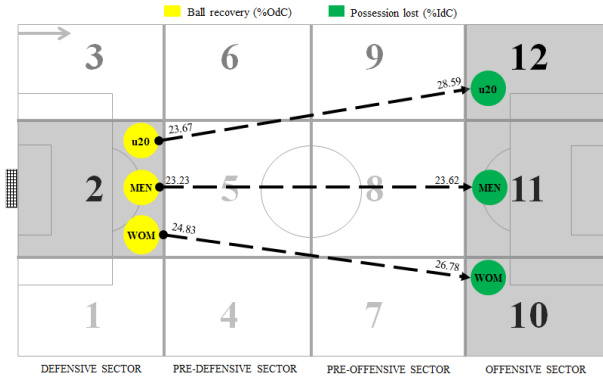 Ball recovery (%OdC) Possession lost (%IdC)
3 6 9 12
28.59 u20
u20 23.67
2 MEN 23.23 5 8 23.62 MEN 11
WOM 24.83
26.78 WOM
1 4 7 10
DEFENSIVE SECTOR PRE-DEFENSIVE SECTOR PRE-OFFENSIVE SECTOR OFFENSIVE SECTOR